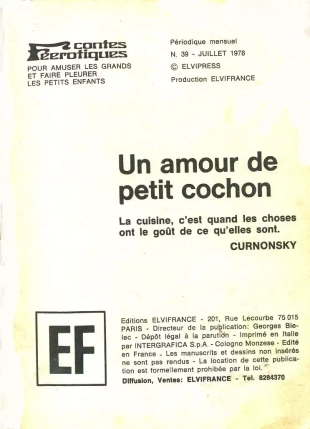 contes
Féerotiques
POUR AMUSER LES GRANDS
ET FAIRE PLEURER
LES PETITS ENFANTS
Périodique mensuel
N. 39 - JUILLET 1978
© ELVIPRESS
Production ELVIFRANCE
Un amour de
petit cochon
La cuisine, c'est quand les choses
ont le goût de ce qu'elles sont.
CURNONSKY
EF
Editions ELVIFRANCE - 201, Rue Lecourbe 75 015
PARIS - Directeur de la publication: Georges Bie-
lec - Dépôt légal à la parution - Imprimé en Italie
par INTERGRAFICA S.p.A. - Cologno Monzese - Edité
en France - Les manuscrits et dessins non insérés
ne sont pas rendus - La location de cette publica-
tion est formellement prohibée par la loi.
Diffusion, Ventes: ELVIFRANCE - Tel. 8284370